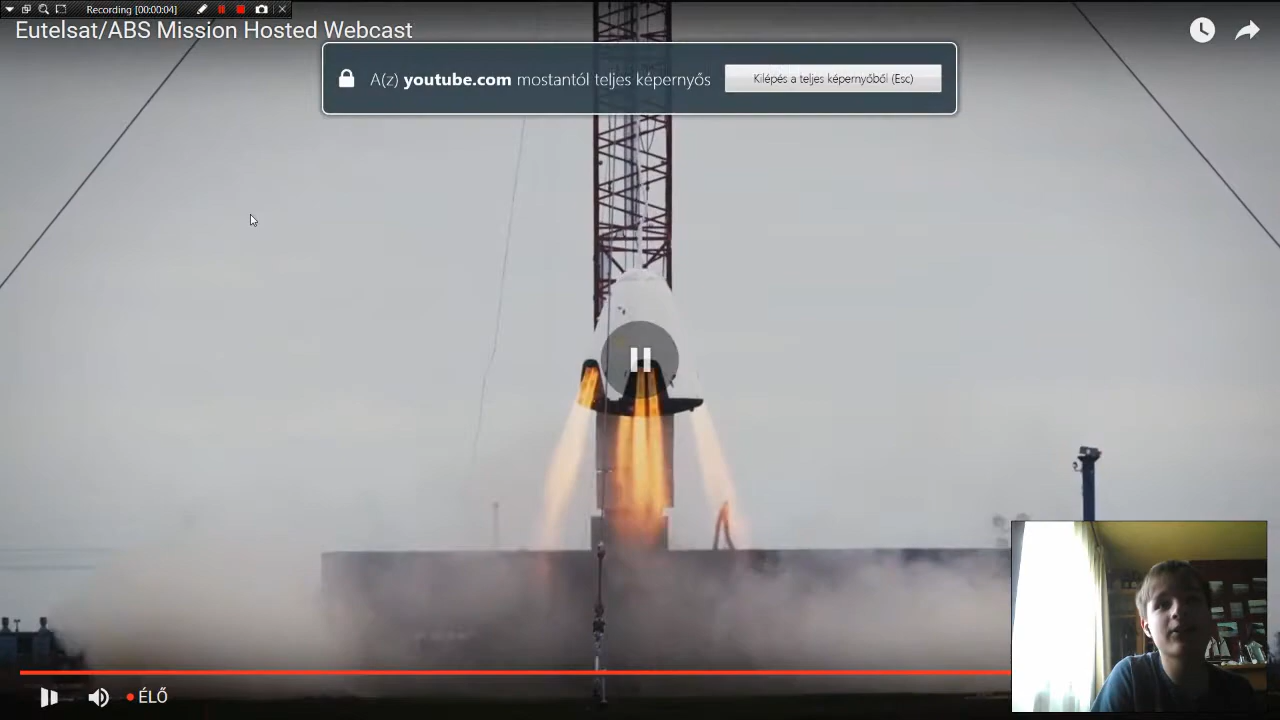 Recording [00:00:04]
Eutelsat/ABS Mission Hosted Webcast
A(z) youtube.com mostantól teljes képernyős
Kilépés a teljes képernyőből (Esc)
ÉLŐ